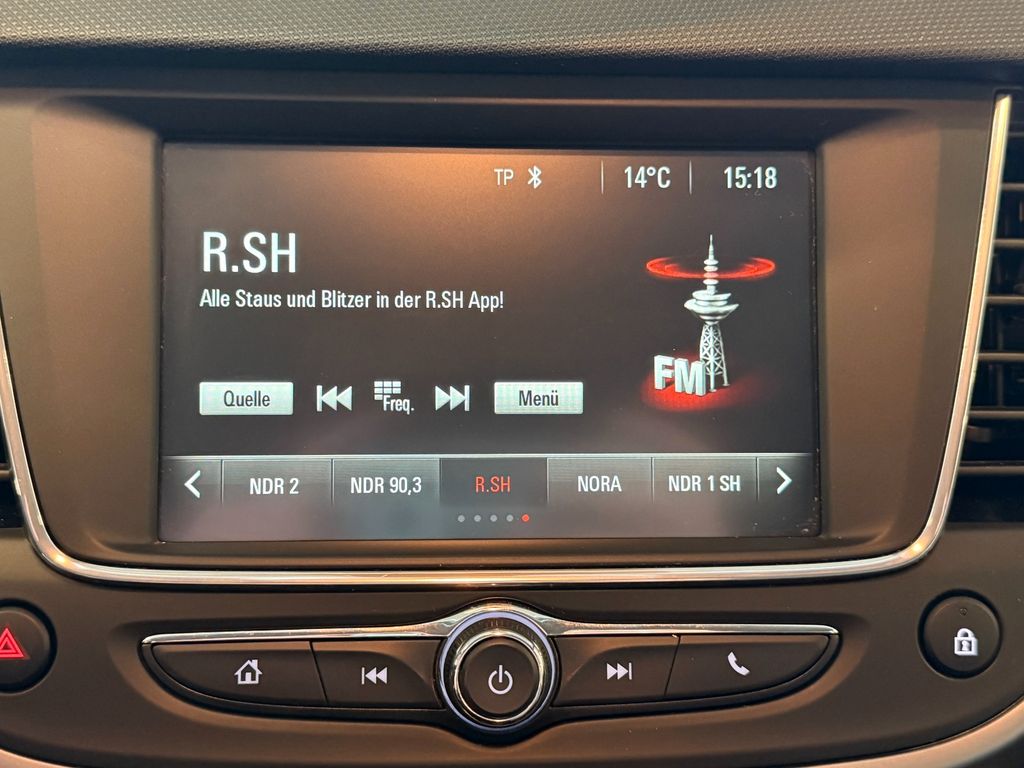 TP 14°C 15:18
R.SH
Alle Staus und Blitzer in der R.SH App!
FM
Quelle Freq. Menü
NDR 2 NDR 90,3 R.SH NORA NDR 1 SH